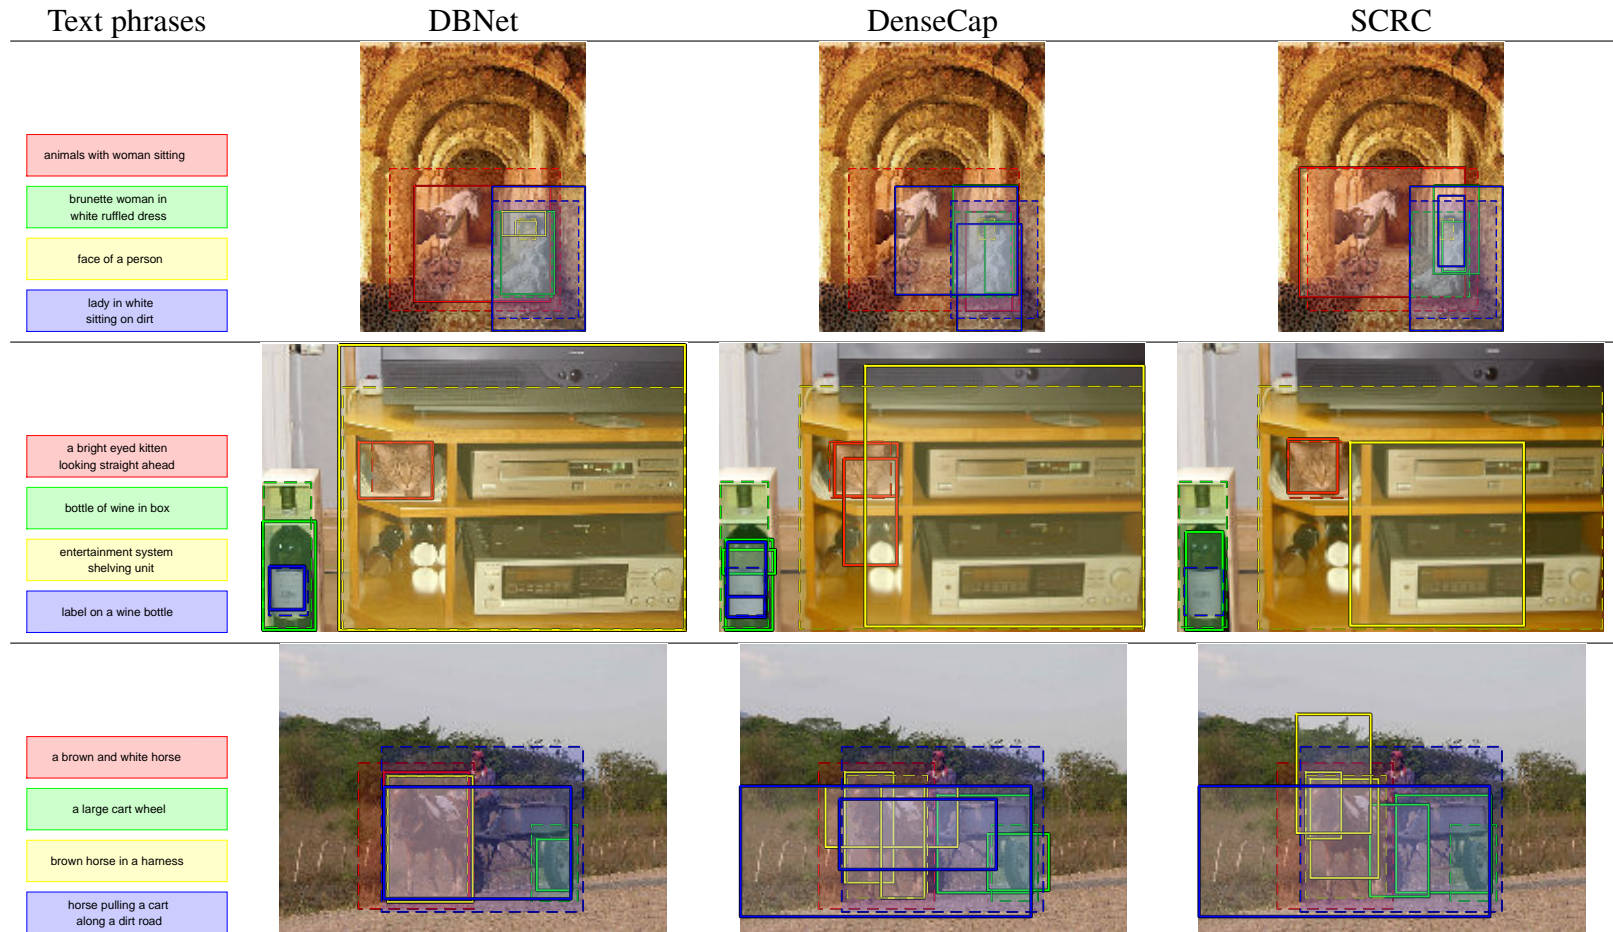 Text phrases DBNet DenseCap SCRC
animals with woman sitting
brunette woman in
white ruffled dress
face of a person
lady in white
sitting on dirt
a bright eyed kitten
looking straight ahead
bottle of wine in box
entertainment system
shelving unit
label on a wine bottle
a brown and white horse
a large cart wheel
brown horse in a harness
horse pulling a cart
along a dirt road